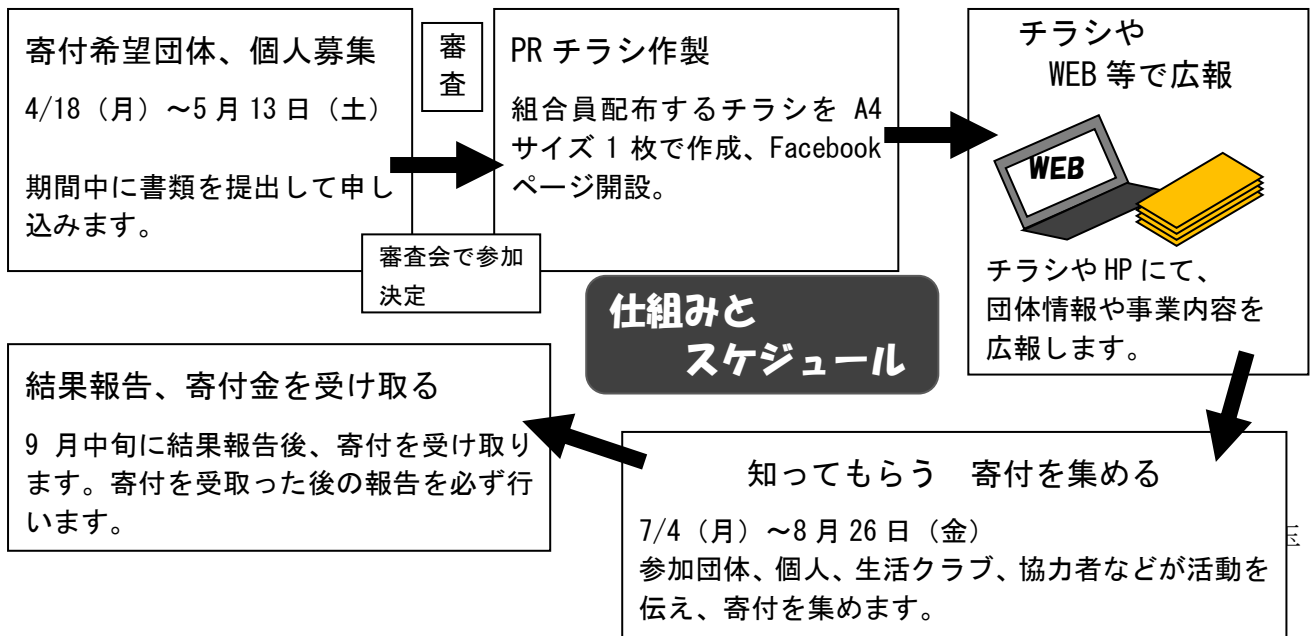 寄付希望団体、個人募集
4/18（月）～5月13日（土）
期間中に書類を提出して申し
込みます。
審
査
審査会で参加
決定
PRチラシ作製
組合員配布するチラシを A4
サイズ 1 枚で作成、Facebook
ページ開設。
チラシや
WEB 等で広報
WEB
チラシや HP にて、
団体情報や事業内容を
広報します。
仕組みと
スケジュール
知ってもらう　寄付を集める
7/4（月）～8月26日（金）
参加団体、個人、生活クラブ、協力者などが活動を
伝え、寄付を集めます。
結果報告、寄付金を受け取る
9 月中旬に結果報告後、寄付を受け取り
ます。寄付を受取った後の報告を必ず行
います。